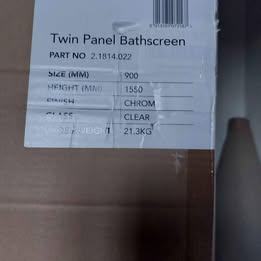 Twin Panel Bathscreen
PART NO 2.1814.022
SIZE (MM) 900
HEIGHT (MM) 1550
FINISH CHROM
GLASS CLEAR
WEIGHT 21.3KG